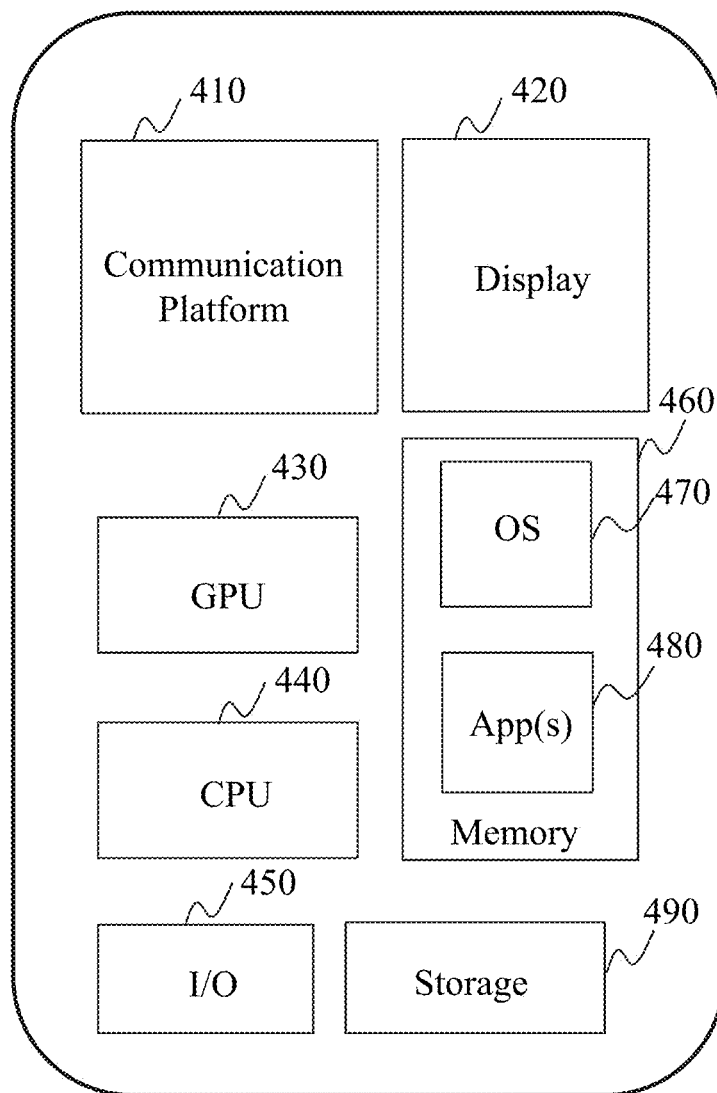 410
420
Communication
Platform
Display
460
430
470
OS
GPU
480
440
App(s)
CPU
Memory
450
490
I/O
Storage